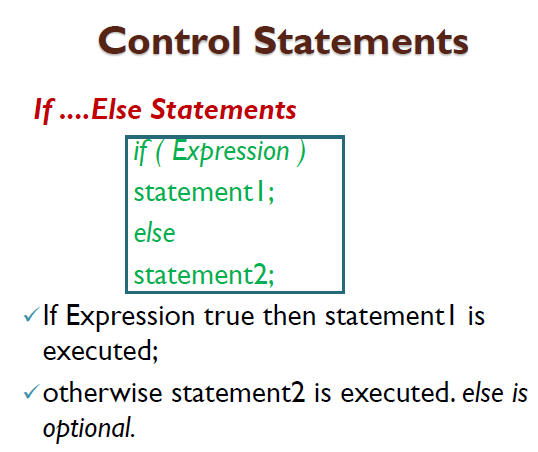 Control Statements
If ....Else Statements
if ( Expression )
statement1;
else
statement2;
If Expression true then statement1 is
executed;
otherwise statement2 is executed. else is
optional.